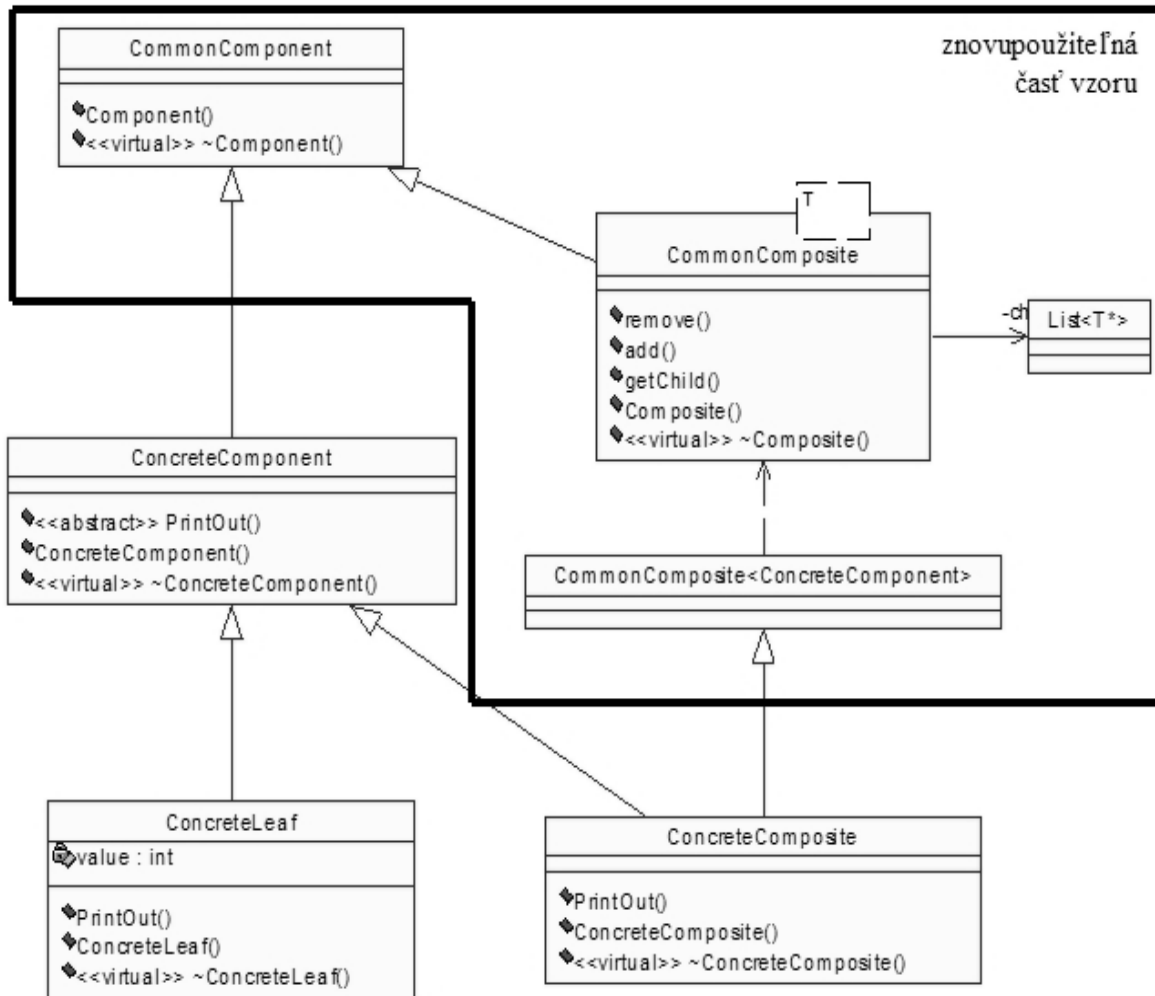 CommonComponent
Component()
<<virtual>> ~Component()
znovupoužiteľná
časť vzoru
T
CommonComposite
remove()
add()
getChild()
Composite()
<<virtual>> ~Composite()
-ch
List<T*>
ConcreteComponent
<<abstract>> PrintOut()
ConcreteComponent()
<<virtual>> ~ConcreteComponent()
CommonComposite<ConcreteComponent>
ConcreteLeaf
value : int
PrintOut()
ConcreteLeaf()
<<virtual>> ~ConcreteLeaf()
ConcreteComposite
PrintOut()
ConcreteComposite()
<<virtual>> ~ConcreteComposite()